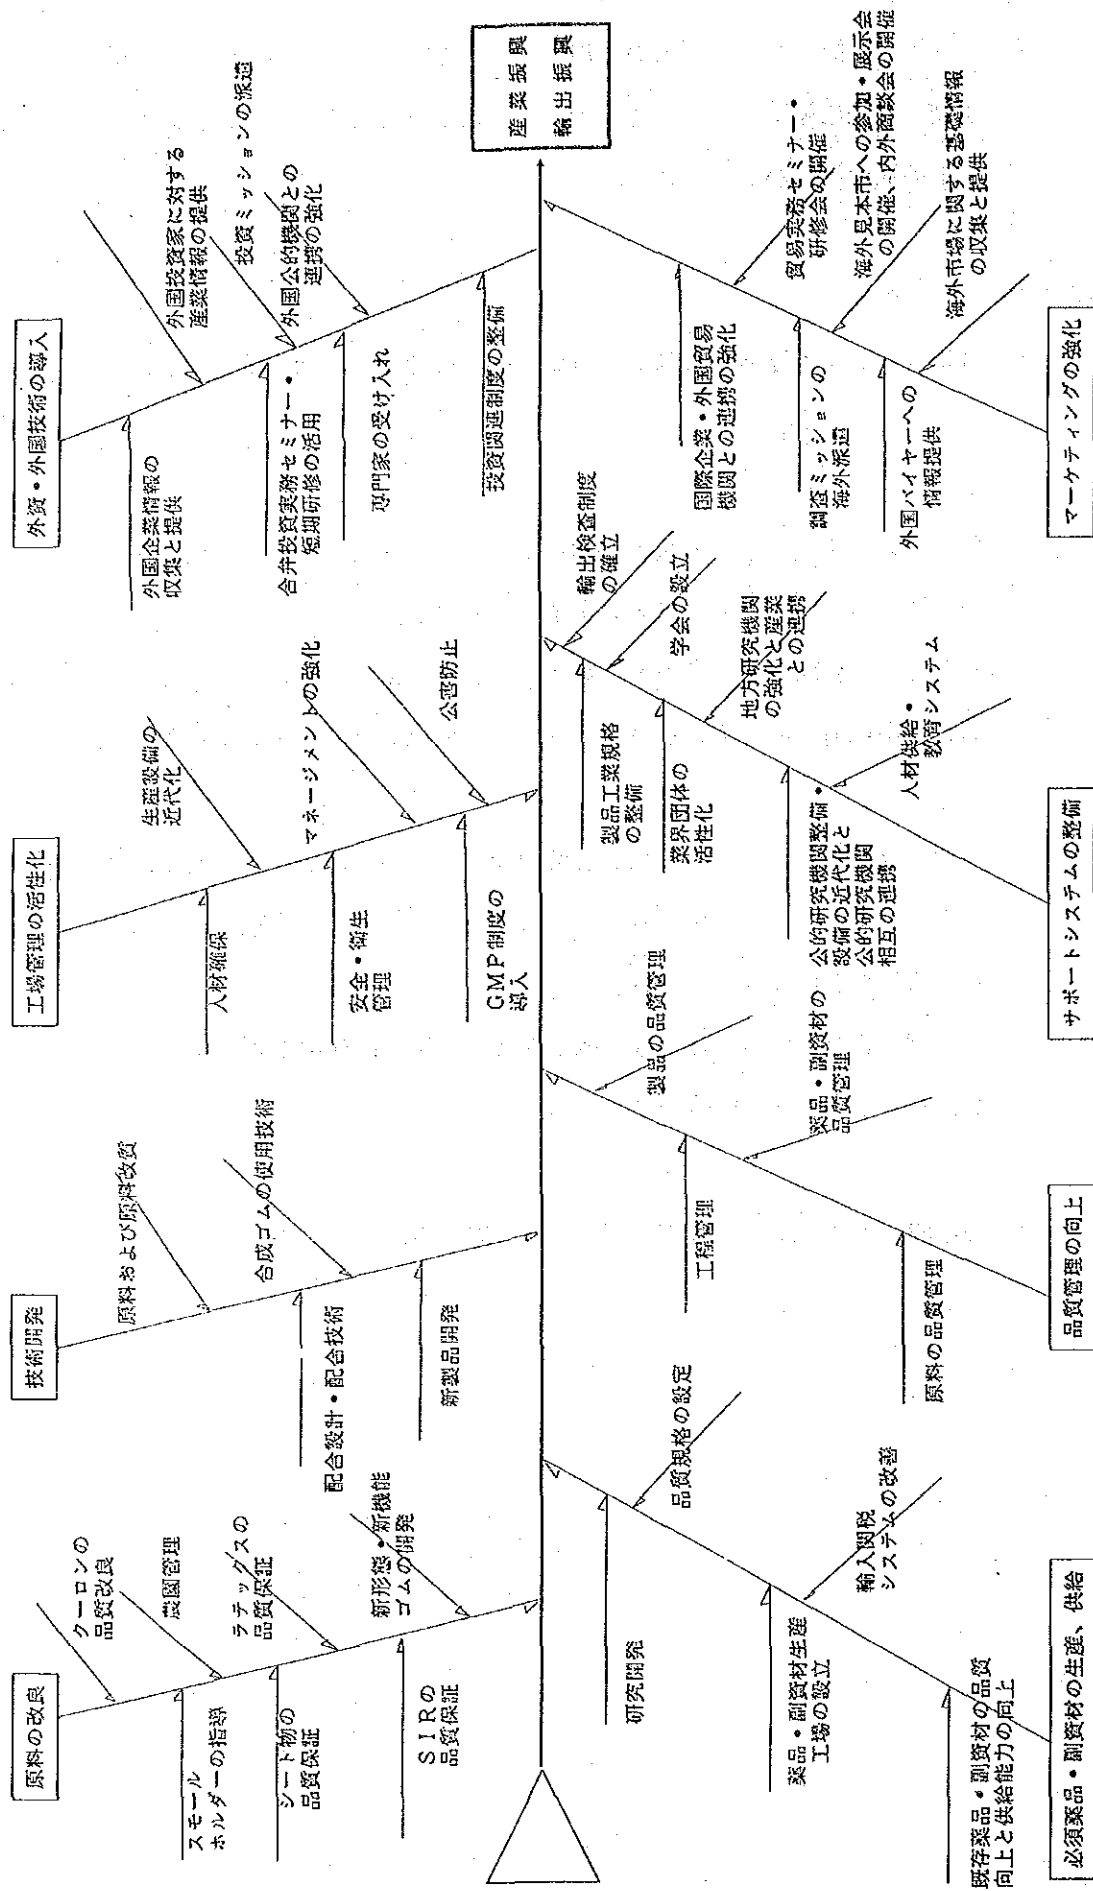 原料の改良
クーロンの
品質改良
スモール
ホルダーの指導
農園管理
シート物の
品質保証
ラテックスの
品質保証
SIRの
品質保証
新形態・新機能
ゴムの開発
技術開発
原料および原料改質
配合設計・配合技術
合成ゴムの使用技術
新製品開発
工場管理の活性化
人材確保
生産設備の
近代化
安全・衛生
管理
マネージメントの強化
GMP制度の
導入
公害防止
外資・外国技術の導入
外国企業情報の
収集と提供
外国投資家に対する
産業情報の提供
合弁投資実務セミナー・
短期研修の活用
投資ミッションの派遣
専門家の受け入れ
外国公的機関との
連携の強化
投資関連制度の整備
産業振興
輸出振興
必須薬品・副資材の生産、供給
既存薬品・副資材の品質
向上と供給能力の向上
輸入関税
システムの改善
薬品・副資材生産
工場の設立
品質規格の設定
研究開発
品質管理の向上
原料の品質管理
薬品・副資材の
品質管理
工程管理
製品の品質管理
サポートシステムの整備
人材供給・
教育システム
公的研究機関整備・
設備の近代化と
公的研究機関
相互の連携
地方研究機関
の強化と産業
との連携
業界団体の
活性化
学会の設立
製品工業規格
の整備
輸出検査制度
の確立
マーケティングの強化
海外市場に関する基礎情報
の収集と提供
外国バイヤーへの
情報提供
海外見本市への参加・展示会
の開催、内外商談会の開催
調査ミッションの
海外派遣
貿易実務セミナー・
研修会の開催
国際企業・外国貿易
機関との連携の強化